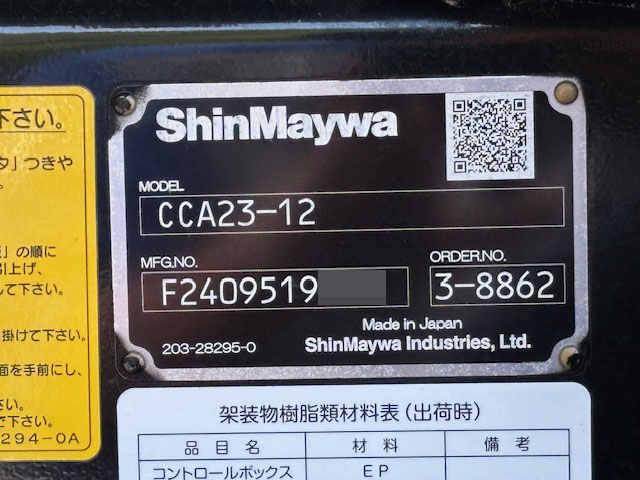 下さい。
タ」つきや
」の順に
引上げ、
して下さい。
掛けて下さい。
面を手前にし、
さい。
で下さい。
294-0A
ShinMaywa
MODEL
CCA23-12
MFG.NO.
F2409519
ORDER.NO.
3-8862
Made in Japan
203-28295-0
ShinMaywa Industries, Ltd.
架装物樹脂類材料表(出荷時)
品目名 材料 備考
コントロールボックス EP